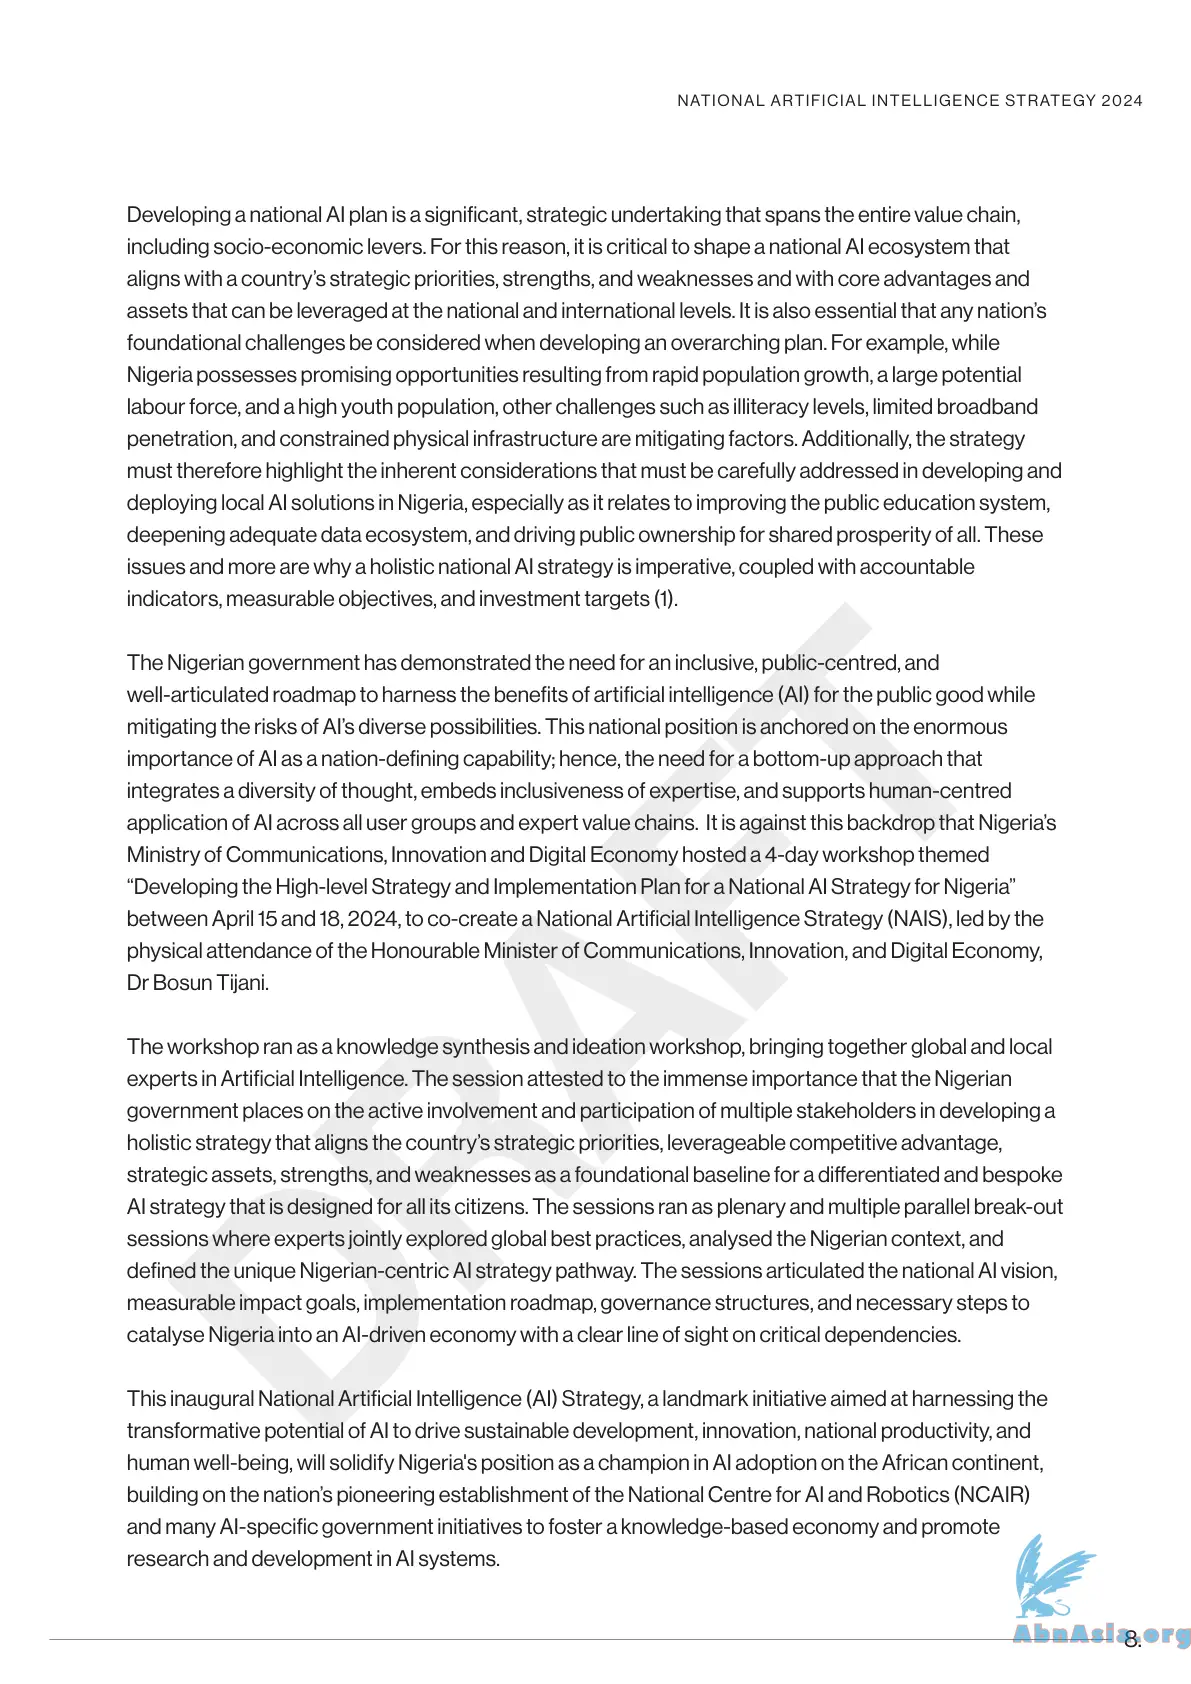 NATIONAL ARTIFICIAL INTELLIGENCE STRATEGY 2024
Developing a national AI plan is a significant, strategic undertaking that spans the entire value chain,
including socio-economic levers. For this reason, it is critical to shape a national AI ecosystem that
aligns with a country’s strategic priorities, strengths, and weaknesses and with core advantages and
assets that can be leveraged at the national and international levels. It is also essential that any nation’s
foundational challenges be considered when developing an overarching plan. For example, while
Nigeria possesses promising opportunities resulting from rapid population growth, a large potential
labour force, and a high youth population, other challenges such as illiteracy levels, limited broadband
penetration, and constrained physical infrastructure are mitigating factors. Additionally, the strategy
must therefore highlight the inherent considerations that must be carefully addressed in developing and
deploying local AI solutions in Nigeria, especially as it relates to improving the public education system,
deepening adequate data ecosystem, and driving public ownership for shared prosperity of all. These
issues and more are why a holistic national AI strategy is imperative, coupled with accountable
indicators, measurable objectives, and investment targets (1).
The Nigerian government has demonstrated the need for an inclusive, public-centred, and
well-articulated roadmap to harness the benefits of artificial intelligence (AI) for the public good while
mitigating the risks of AI’s diverse possibilities. This national position is anchored on the enormous
importance of AI as a nation-defining capability; hence, the need for a bottom-up approach that
integrates a diversity of thought, embeds inclusiveness of expertise, and supports human-centred
application of AI across all user groups and expert value chains.  It is against this backdrop that Nigeria’s
Ministry of Communications, Innovation and Digital Economy hosted a 4-day workshop themed
“Developing the High-level Strategy and Implementation Plan for a National AI Strategy for Nigeria”
between April 15 and 18, 2024, to co-create a National Artificial Intelligence Strategy (NAIS), led by the
physical attendance of the Honourable Minister of Communications, Innovation, and Digital Economy,
Dr Bosun Tijani.
The workshop ran as a knowledge synthesis and ideation workshop, bringing together global and local
experts in Artificial Intelligence. The session attested to the immense importance that the Nigerian
government places on the active involvement and participation of multiple stakeholders in developing a
holistic strategy that aligns the country’s strategic priorities, leverageable competitive advantage,
strategic assets, strengths, and weaknesses as a foundational baseline for a differentiated and bespoke
AI strategy that is designed for all its citizens. The sessions ran as plenary and multiple parallel break-out
sessions where experts jointly explored global best practices, analysed the Nigerian context, and
defined the unique Nigerian-centric AI strategy pathway. The sessions articulated the national AI vision,
measurable impact goals, implementation roadmap, governance structures, and necessary steps to
catalyse Nigeria into an AI-driven economy with a clear line of sight on critical dependencies.
This inaugural National Artificial Intelligence (AI) Strategy, a landmark initiative aimed at harnessing the
transformative potential of AI to drive sustainable development, innovation, national productivity, and
human well-being, will solidify Nigeria's position as a champion in AI adoption on the African continent,
building on the nation’s pioneering establishment of the National Centre for AI and Robotics (NCAIR)
and many AI-specific government initiatives to foster a knowledge-based economy and promote
research and development in AI systems.
DRAFT
AbnAsia.org
8.